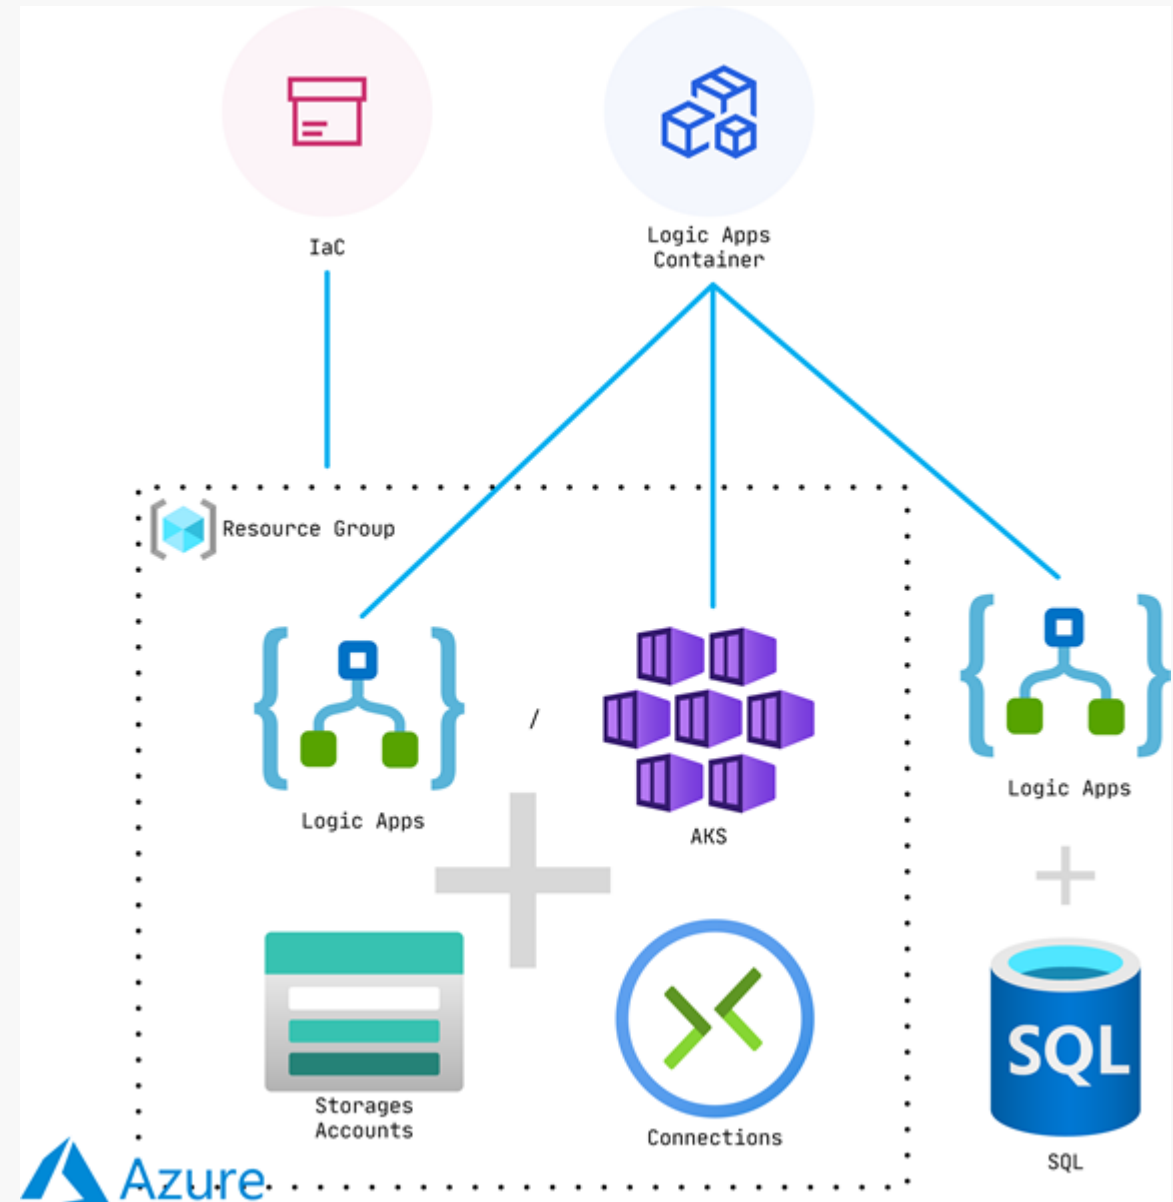 IaC
Logic Apps
Container
Resource Group
Logic Apps
/
AKS
Logic Apps
Storages
Accounts
Connections
SQL
SQL
Azure